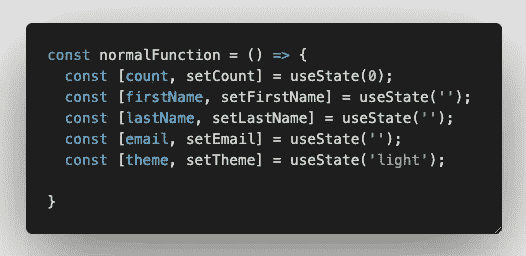 const normalFunction = () => {
  const [count, setCount] = useState(0);
  const [firstName, setFirstName] = useState('');
  const [lastName, setLastName] = useState('');
  const [email, setEmail] = useState('');
  const [theme, setTheme] = useState('light');
}